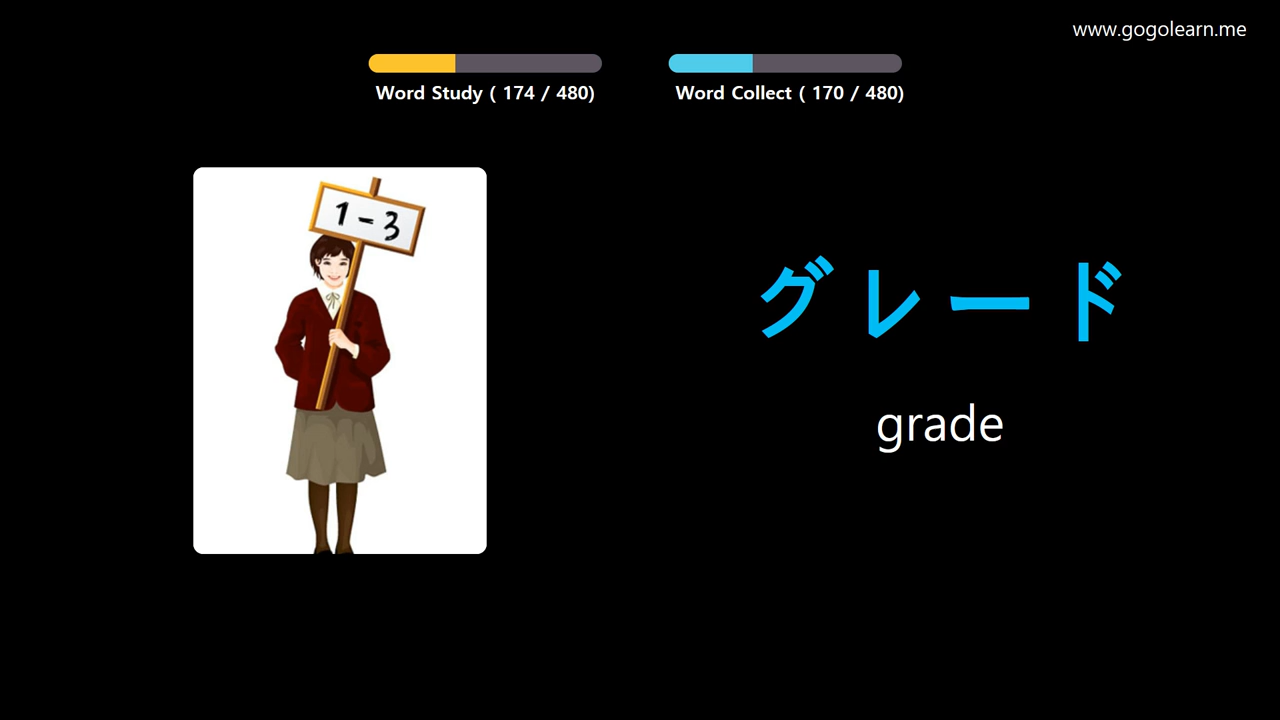 www.gogolearn.me
Word Study ( 174 / 480)
Word Collect ( 170 / 480)
1 - 3
グレード
grade